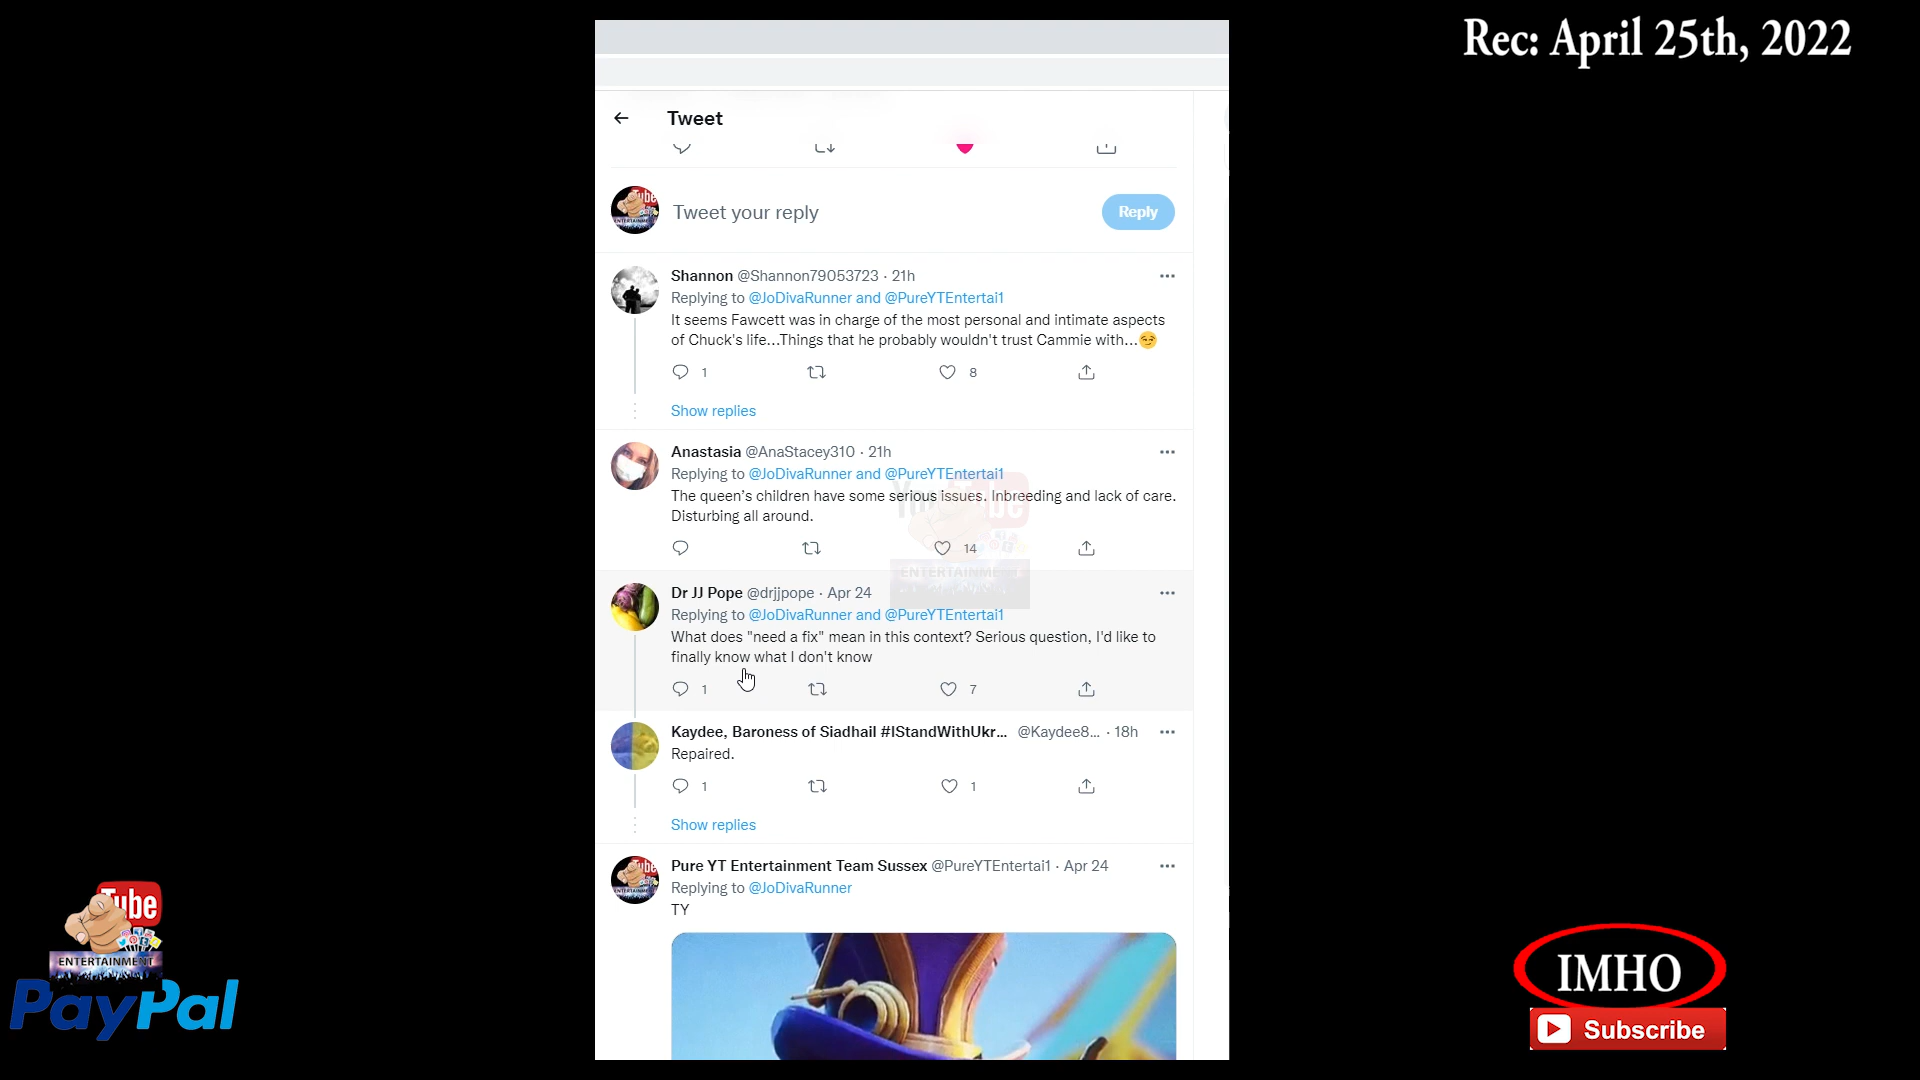 Rec: April 25th, 2022
Tweet
Tweet your reply
Reply
Shannon @Shannon79053723 · 21h
Replying to @JoDivaRunner and @PureYTEntertai1
It seems Fawcett was in charge of the most personal and intimate aspects
of Chuck's life...Things that he probably wouldn't trust Cammie with...😏
1
8
Show replies
Anastasia @AnaStacey310 · 21h
Replying to @JoDivaRunner and @PureYTEntertai1
The queen's children have some serious issues. Inbreeding and lack of care.
Disturbing all around.
14
YouTube
ENTERTAINMENT
Dr JJ Pope @drjjpope · Apr 24
Replying to @JoDivaRunner and @PureYTEntertai1
What does "need a fix" mean in this context? Serious question, I'd like to
finally know what I don't know
1
7
Kaydee, Baroness of Siadhail #IStandWithUkr... @Kaydee8... · 18h
Repaired.
1
1
Show replies
Pure YT Entertainment Team Sussex @PureYTEntertai1 · Apr 24
Replying to @JoDivaRunner
TY
Tube
ENTERTAINMENT
PayPal
IMHO
Subscribe